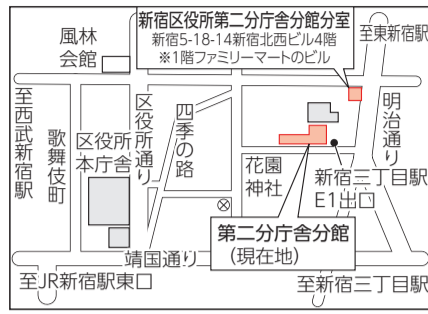 新宿区役所第二分庁舎分館分室
新宿5-18-14新宿北西ビル4階
※1階ファミリーマートのビル
風林
会館
至東新宿駅
至西武新宿駅
歌舞伎町
区役所
本庁舎
区役所通り
四季の路
明治通り
花園
神社
新宿三丁目駅
E1出口
第二分庁舎分館
(現在地)
靖国通り
至JR新宿駅東口
至新宿三丁目駅